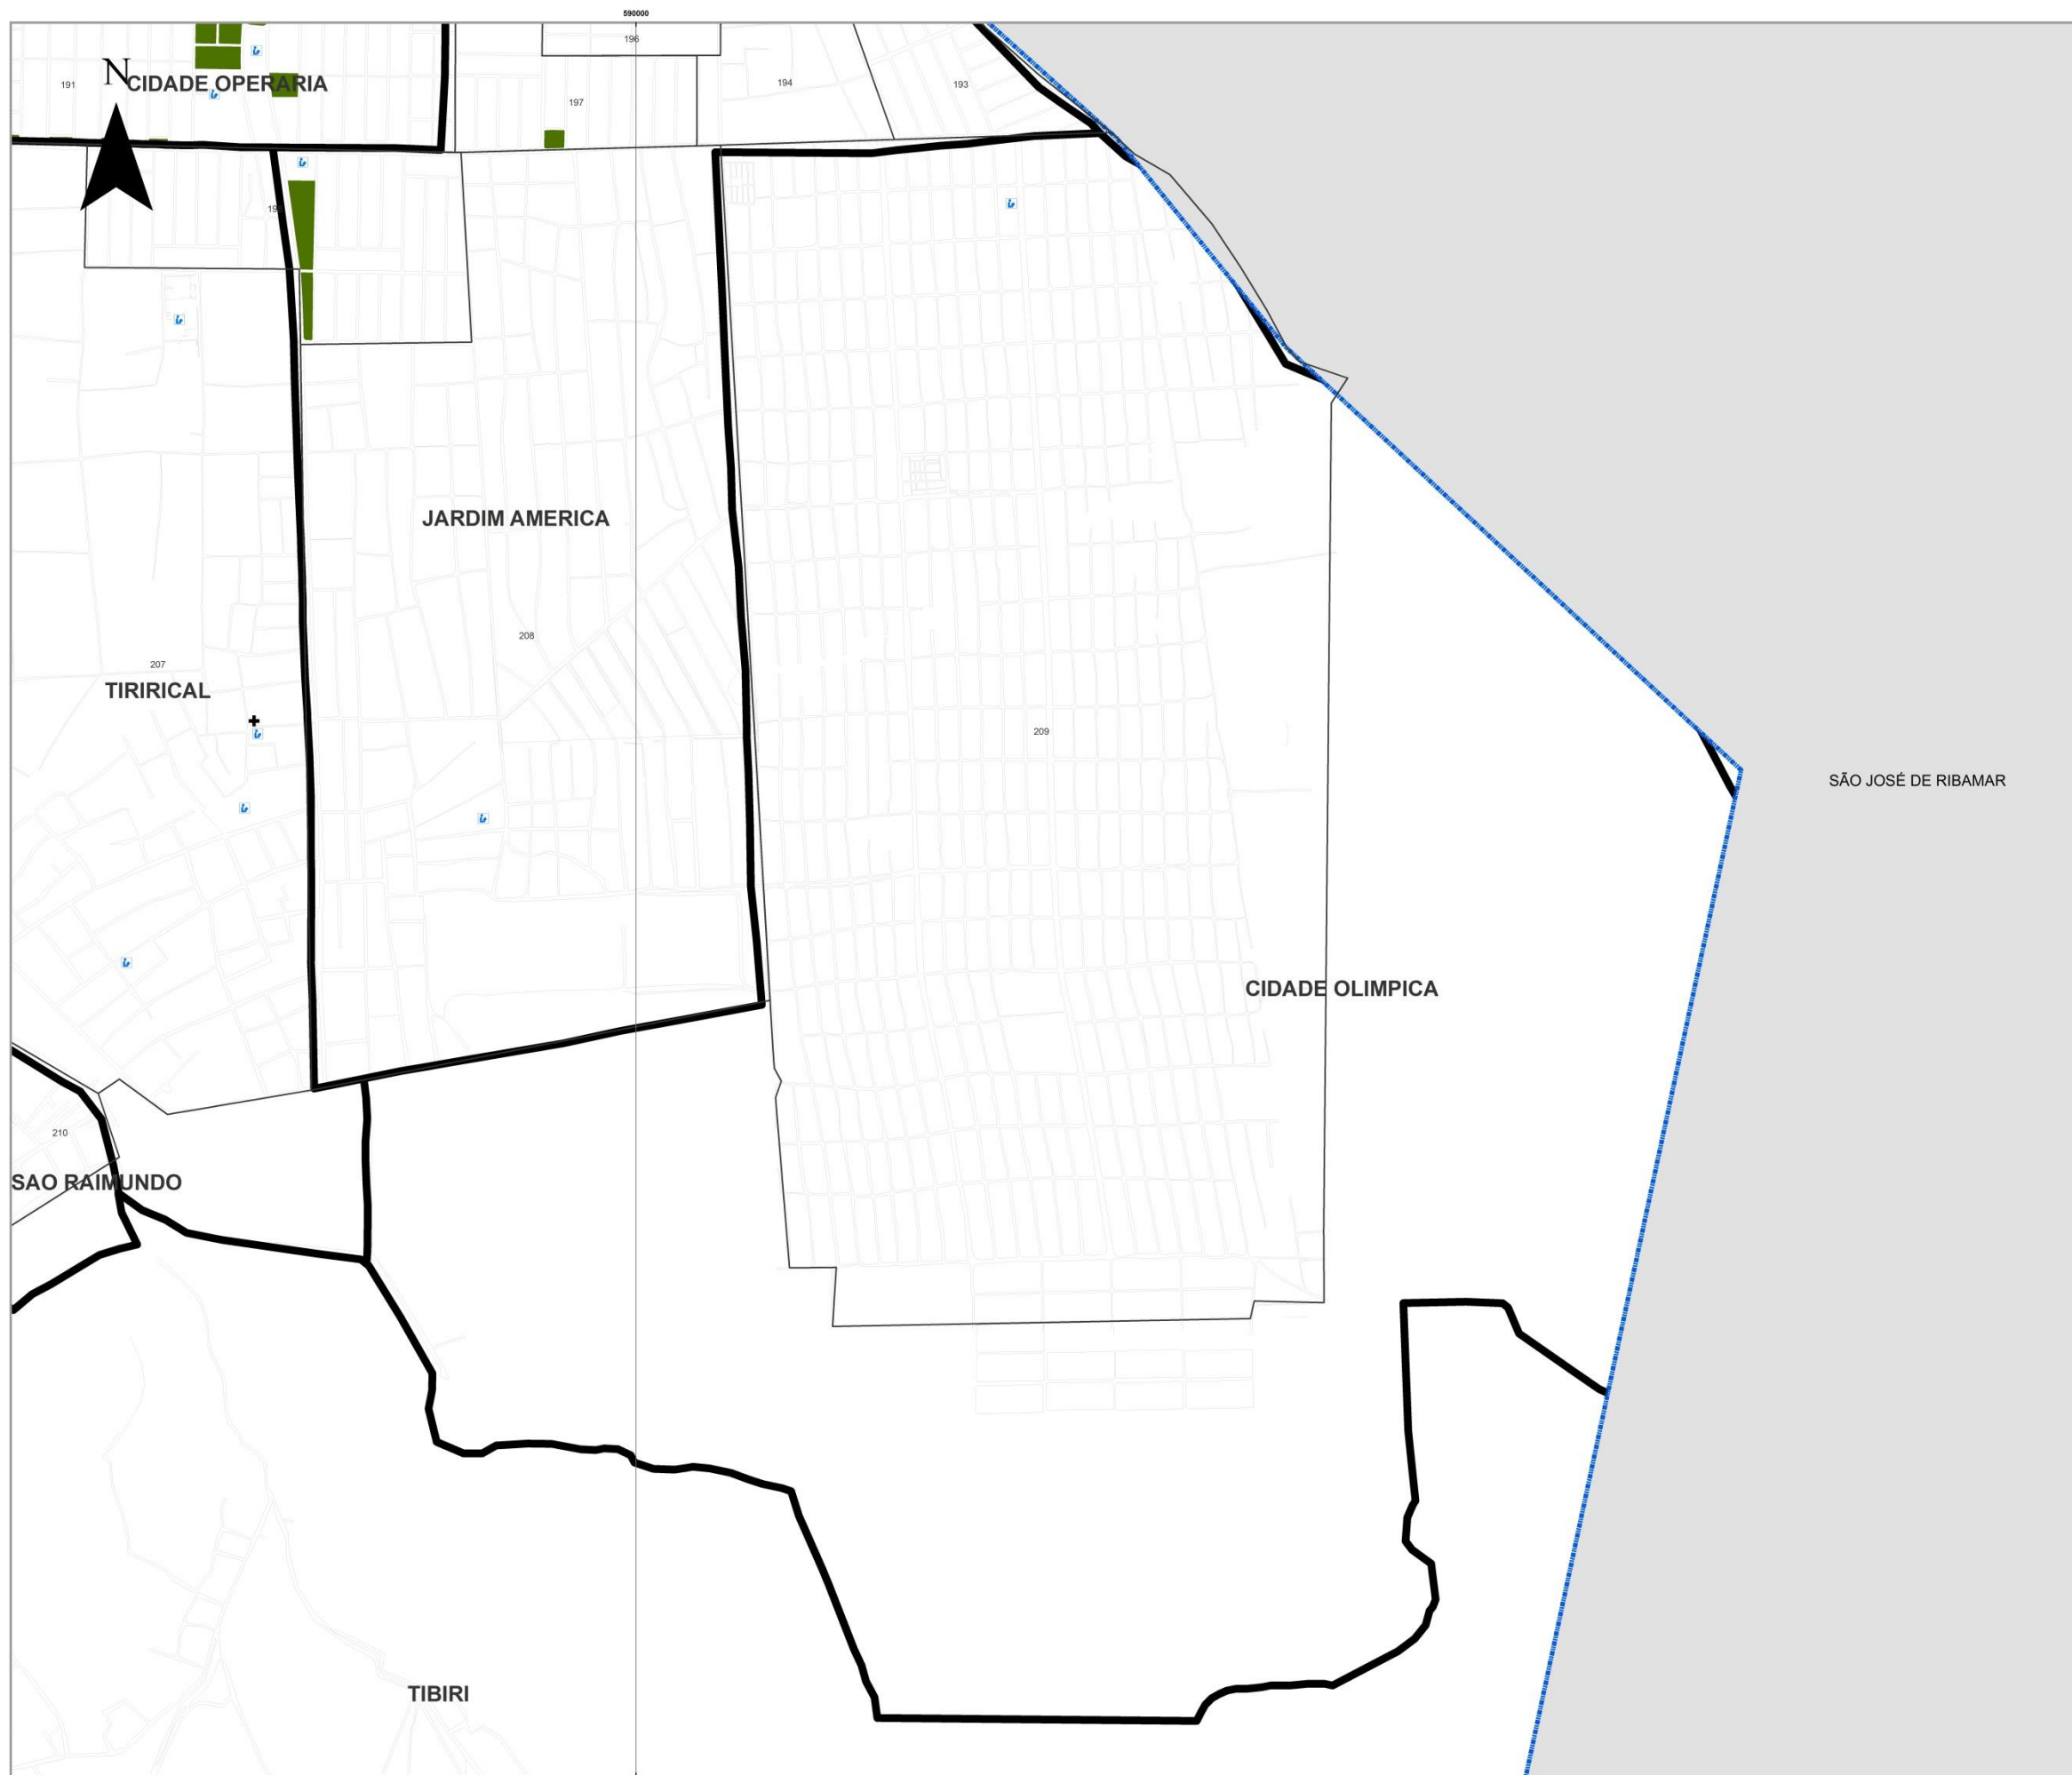 590000
196
191
N
CIDADE OPERARIA
194
193
197
JARDIM AMERICA
208
207
TIRIRICAL
209
SÃO JOSÉ DE RIBAMAR
CIDADE OLIMPICA
210
SAO RAIMUNDO
TIBIRI